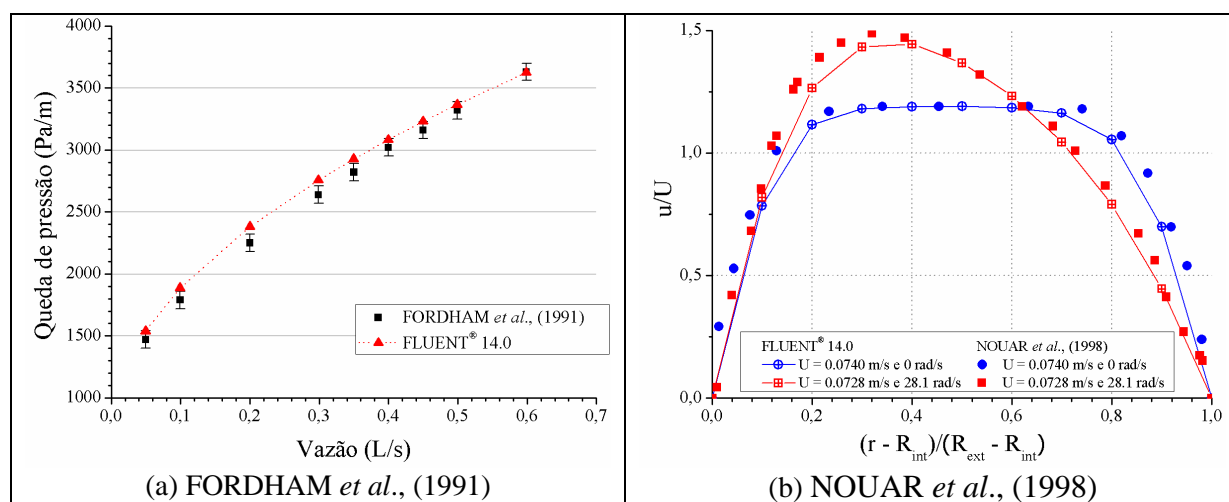 4000
3500
3000
2500
2000
1500
1000
Queda de pressão (Pa/m)
0,0 0,1 0,2 0,3 0,4 0,5 0,6 0,7
Vazão (L/s)
FORDHAM et al., (1991)
FLUENT® 14.0
(a) FORDHAM et al., (1991)
1,5
1,0
0,5
0,0
u/U
0,0 0,2 0,4 0,6 0,8 1,0
(r - Rint)/(Rext - Rint)
FLUENT® 14.0
U = 0.0740 m/s e 0 rad/s
U = 0.0728 m/s e 28.1 rad/s
NOUAR et al., (1998)
U = 0.0740 m/s e 0 rad/s
U = 0.0728 m/s e 28.1 rad/s
(b) NOUAR et al., (1998)